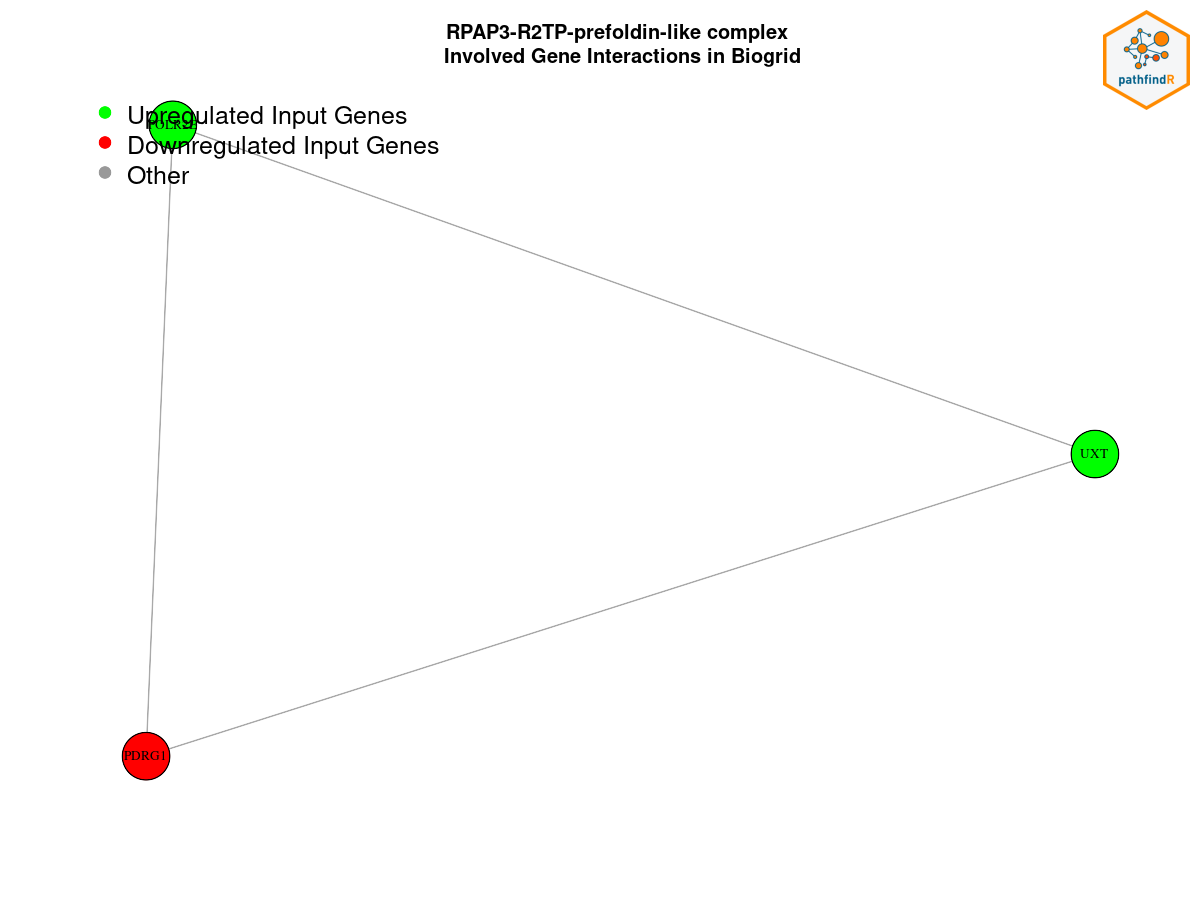 RPAP3-R2TP-prefoldin-like complex
Involved Gene Interactions in Biogrid
pathfindR
Upregulated Input Genes
Downregulated Input Genes
Other
UXT
PDRG1